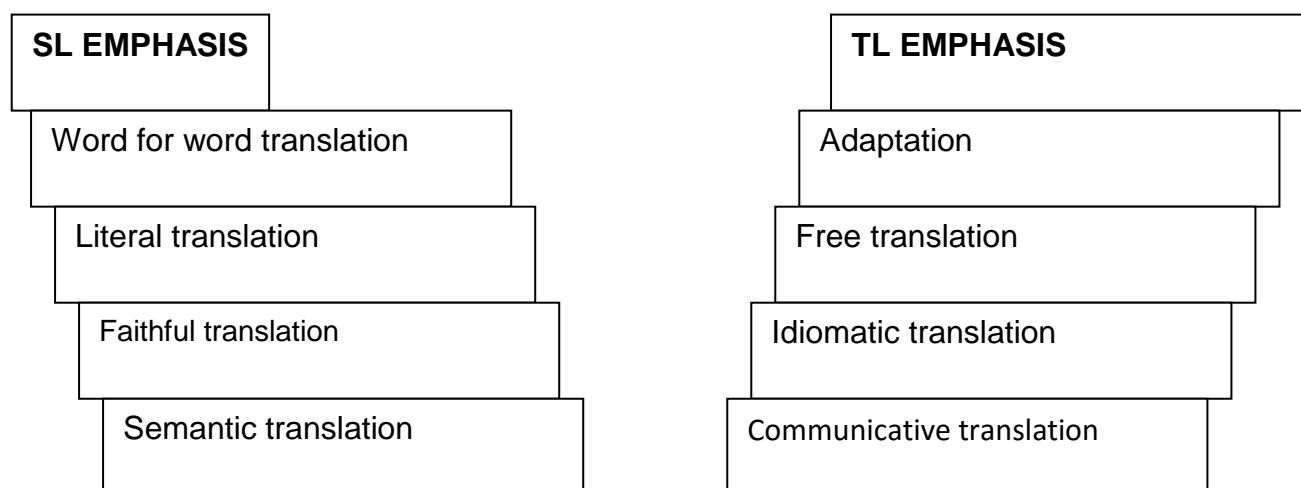 SL EMPHASIS
Word for word translation
Literal translation
Faithful translation
Semantic translation
TL EMPHASIS
Adaptation
Free translation
Idiomatic translation
Communicative translation